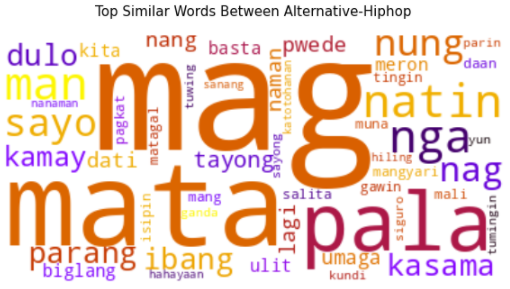 Top Similar Words Between Alternative-Hiphop
dulo kita nang basta pwede nung parin
man mag naman meron daan
nanaman tuwing sanang katotohanan tingin natin
sayo pagkat matagal muna nga yun
kamay dati tayong sayong hiling nag
mata mang salita pala mangyari
isipin ganda lagi gawin siguro mali tumingin
parang ibang umaga kasama
biglang hahayaan ulit kundi